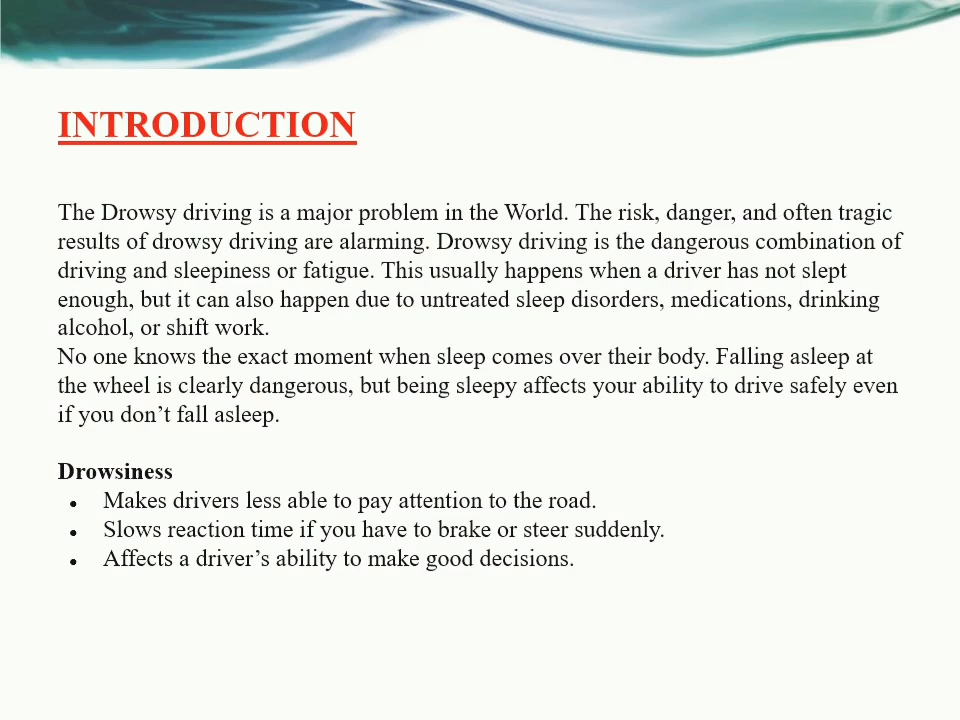 INTRODUCTION
The Drowsy driving is a major problem in the World. The risk, danger, and often tragic
results of drowsy driving are alarming. Drowsy driving is the dangerous combination of
driving and sleepiness or fatigue. This usually happens when a driver has not slept
enough, but it can also happen due to untreated sleep disorders, medications, drinking
alcohol, or shift work.
No one knows the exact moment when sleep comes over their body. Falling asleep at
the wheel is clearly dangerous, but being sleepy affects your ability to drive safely even
if you don’t fall asleep.
Drowsiness
● Makes drivers less able to pay attention to the road.
● Slows reaction time if you have to brake or steer suddenly.
● Affects a driver’s ability to make good decisions.